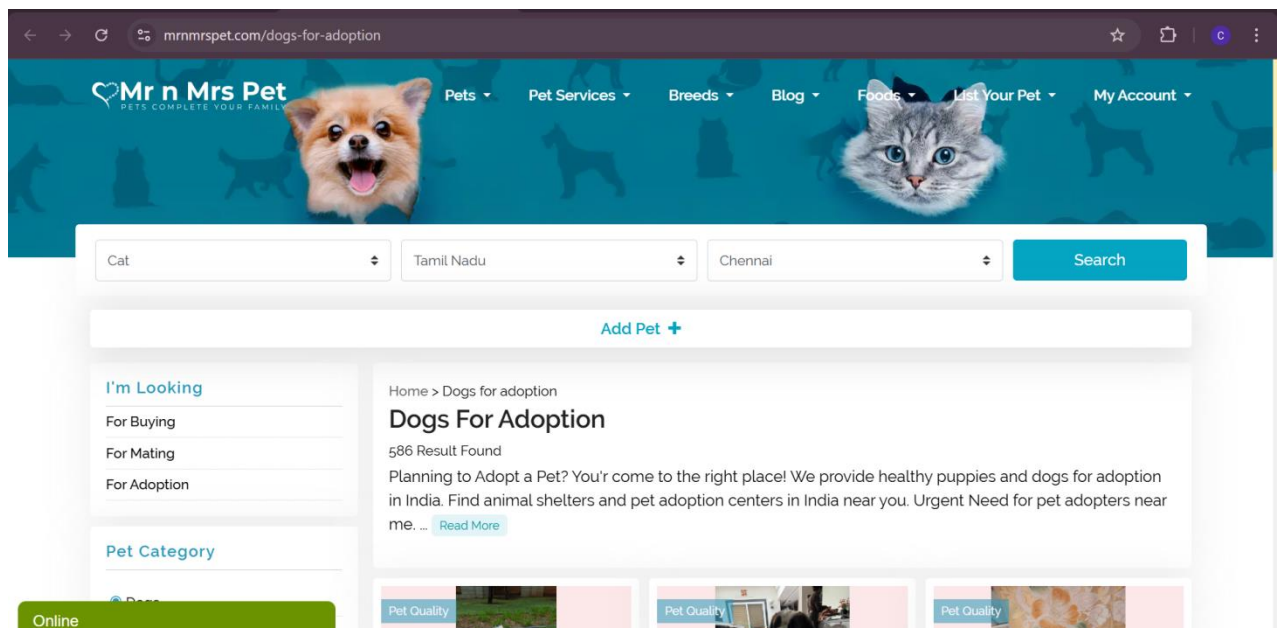 mrnmrspet.com/dogs-for-adoption
C
Mr n Mrs Pet
PETS COMPLETE YOUR FAMILY
Pets
Pet Services
Breeds
Blog
Foods
List Your Pet
My Account
Cat
Tamil Nadu
Chennai
Search
Add Pet +
I'm Looking
For Buying
For Mating
For Adoption
Pet Category
Dogs
Online
Home > Dogs for adoption
Dogs For Adoption
586 Result Found
Planning to Adopt a Pet? You'r come to the right place! We provide healthy puppies and dogs for adoption
in India. Find animal shelters and pet adoption centers in India near you. Urgent Need for pet adopters near
me. ... Read More
Pet Quality
Pet Quality
Pet Quality